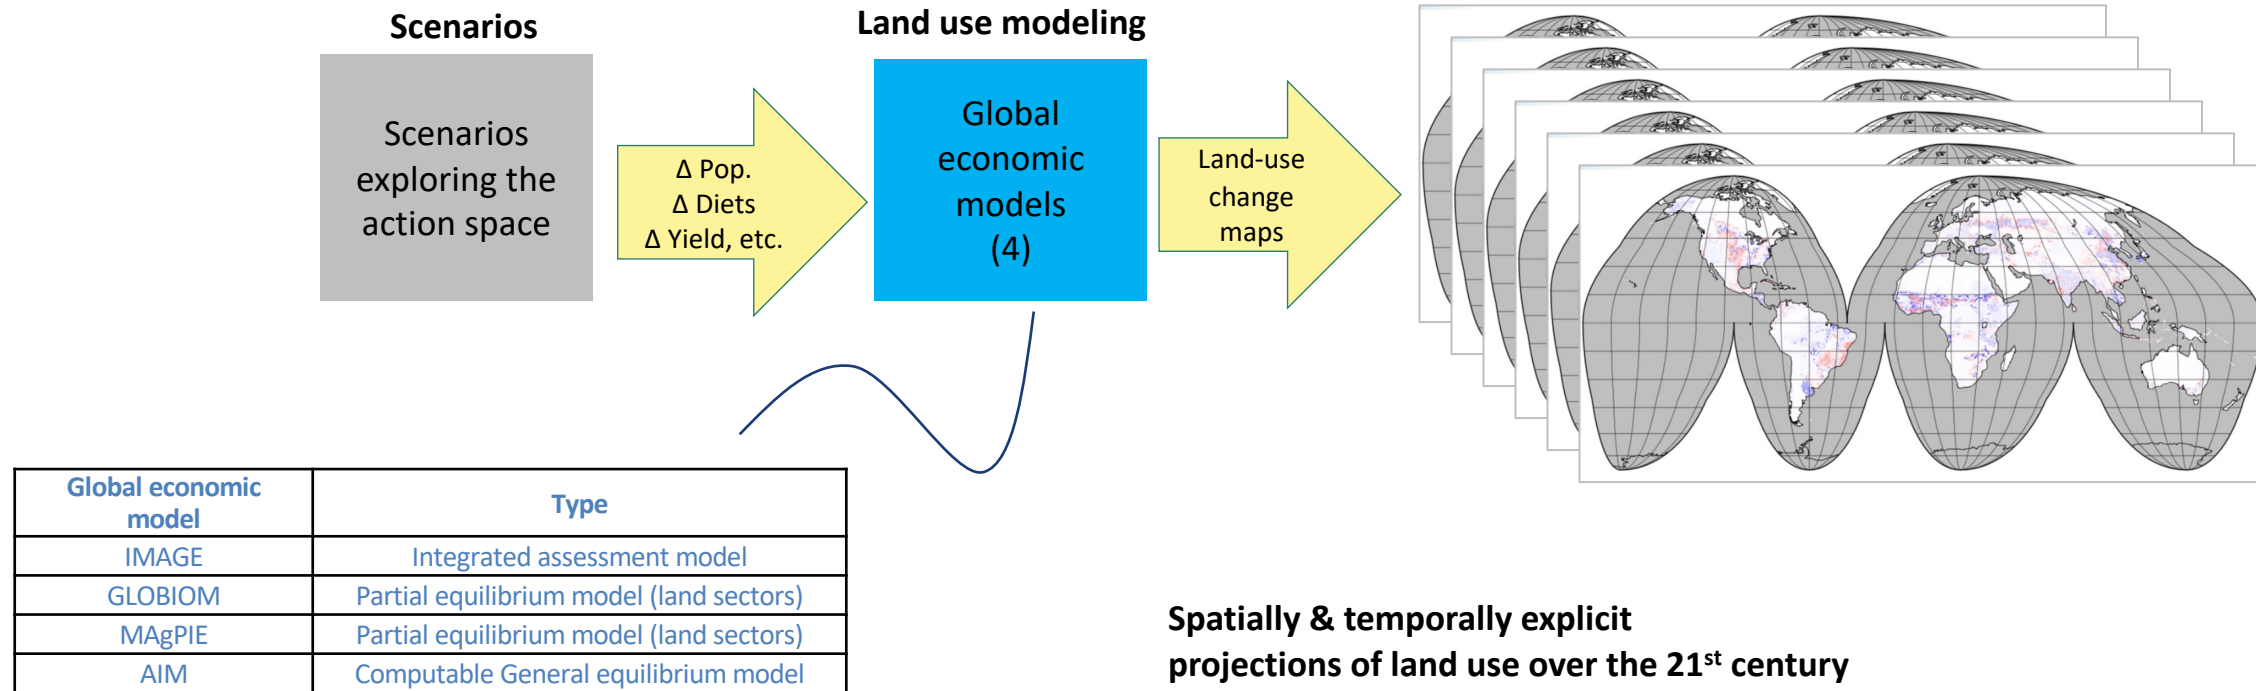 Scenarios
Scenarios
exploring the
action space
Δ Pop.
Δ Diets
Δ Yield, etc.
Land use modeling
Global
economic
models
(4)
Land-use
change
maps
Global economic
model
Type
IMAGE
Integrated assessment model
GLOBIOM
Partial equilibrium model (land sectors)
MAgPIE
Partial equilibrium model (land sectors)
AIM
Computable General equilibrium model
Spatially & temporally explicit
projections of land use over the 21st century